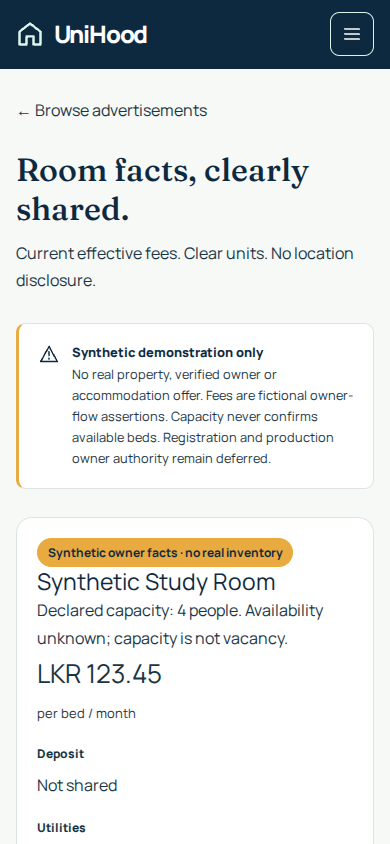 UniHood
← Browse advertisements
Room facts, clearly
shared.
Current effective fees. Clear units. No location
disclosure.
Synthetic demonstration only
No real property, verified owner or
accommodation offer. Fees are fictional owner-
flow assertions. Capacity never confirms
available beds. Registration and production
owner authority remain deferred.
Synthetic owner facts · no real inventory
Synthetic Study Room
Declared capacity: 4 people. Availability
unknown; capacity is not vacancy.
LKR 123.45
per bed / month
Deposit
Not shared
Utilities